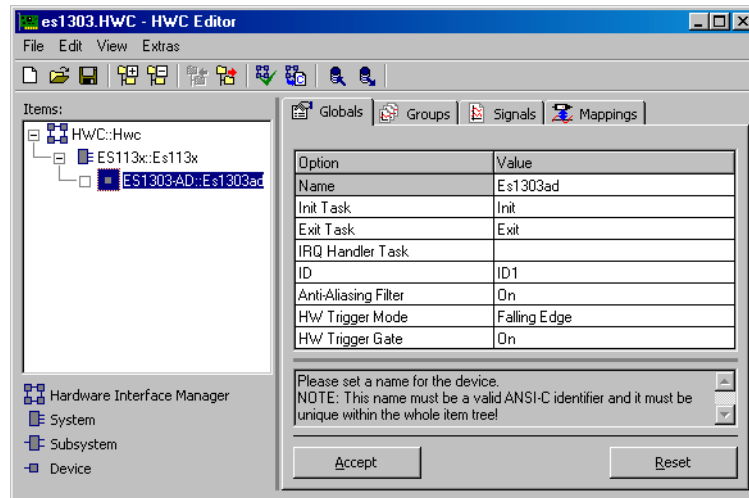 es1303.HWC - HWC Editor
File Edit View Extras
Items:
HWC::Hwc
ES113x::Es113x
ES1303-AD::Es1303ad
Hardware Interface Manager
System
Subsystem
Device
Globals Groups Signals Mappings
Option Value
Name Es1303ad
Init Task Init
Exit Task Exit
IRQ Handler Task
ID ID1
Anti-Aliasing Filter On
HW Trigger Mode Falling Edge
HW Trigger Gate On
Please set a name for the device.
NOTE: This name must be a valid ANSI-C identifier and it must be
unique within the whole item tree!
Accept Reset